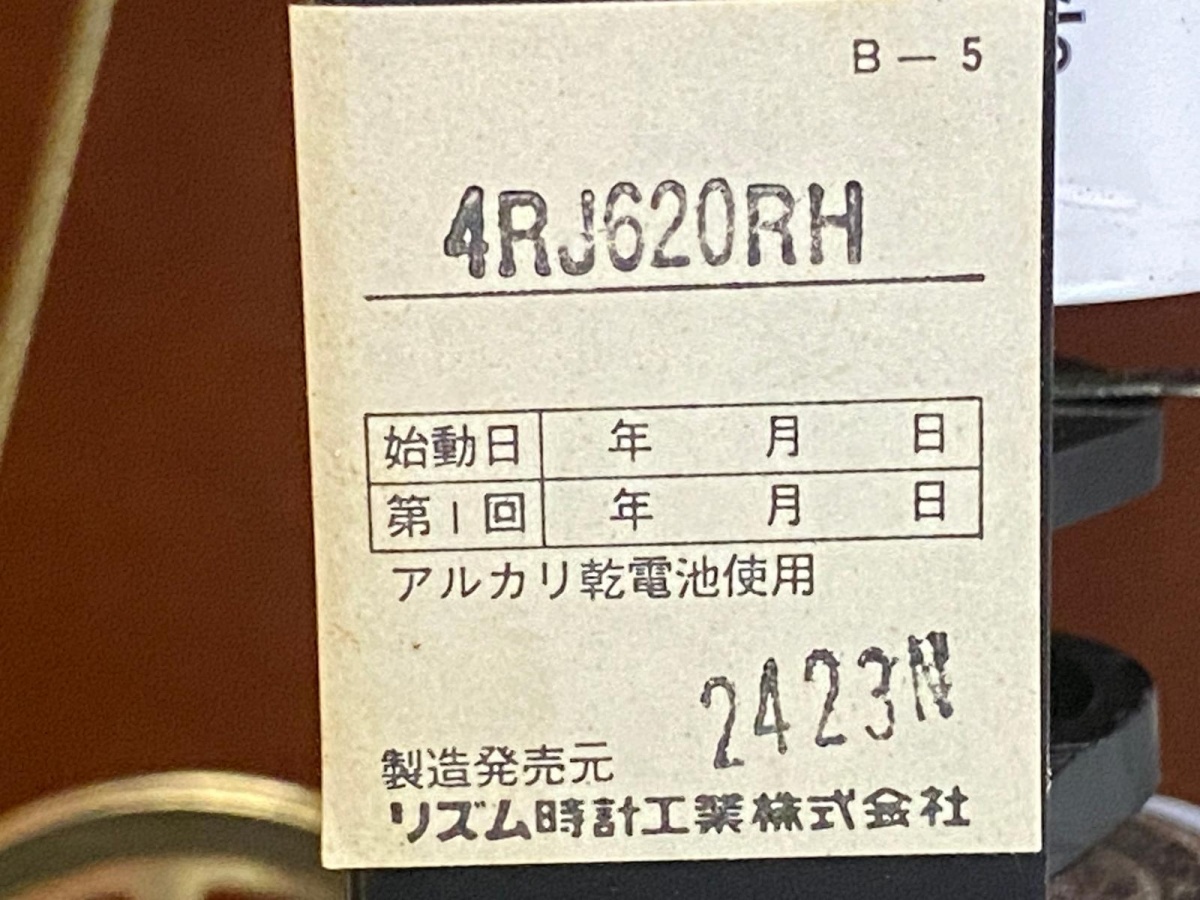 B－5
4RJ620RH
始動日 年 月 日
第1回 年 月 日
アルカリ乾電池使用
2423N
製造発売元
リズム時計工業株式会社